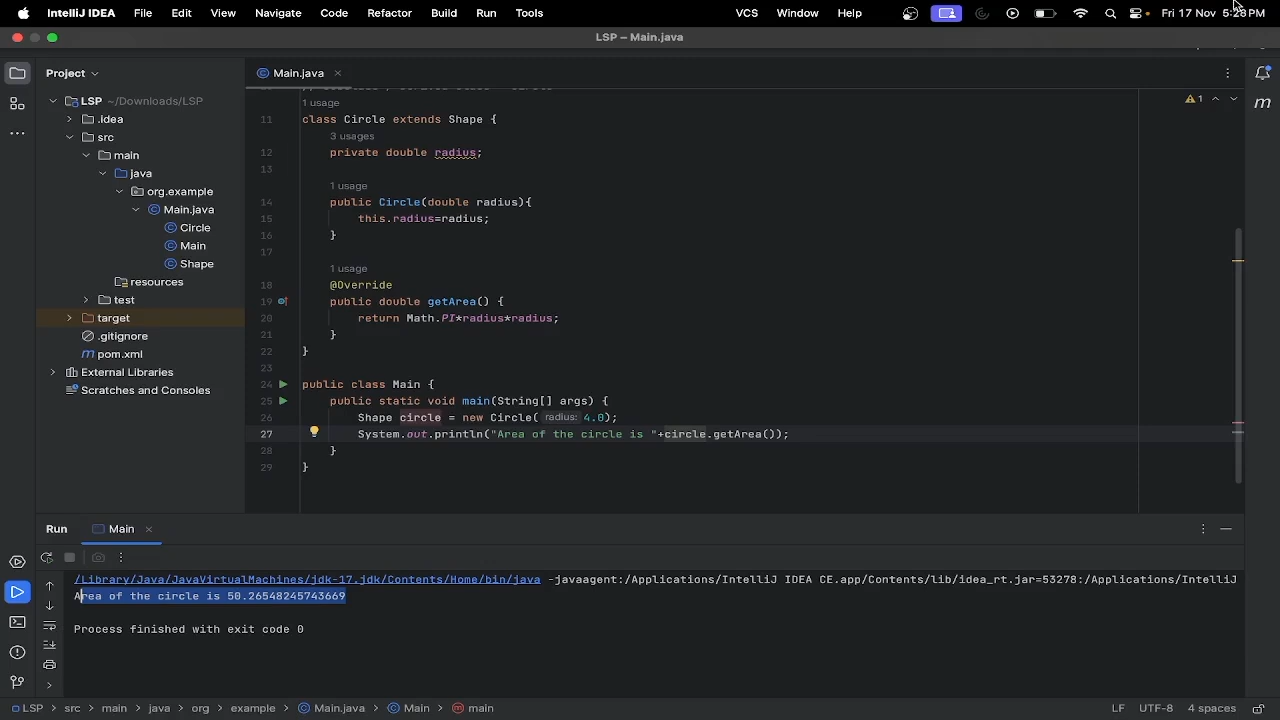 IntelliJ IDEA File Edit View Navigate Code Refactor Build Run Tools VCS Window Help Fri 17 Nov 5:28PM
LSP – Main.java
Project
Main.java
LSP ~/Downloads/LSP
.idea
src
main
java
org.example
Main.java
Circle
Main
Shape
resources
test
target
.gitignore
pom.xml
External Libraries
Scratches and Consoles
1
1 usage
11 class Circle extends Shape {
3 usages
12 private double radius;
13
1 usage
14 public Circle(double radius){
15 this.radius=radius;
16 }
17
1 usage
18 @Override
19 public double getArea() {
20 return Math.PI*radius*radius;
21 }
22 }
23
24 public class Main {
25 public static void main(String[] args) {
26 Shape circle = new Circle( radius: 4.0);
27 System.out.println("Area of the circle is "+circle.getArea());
28 }
29 }
Run Main
/Library/Java/JavaVirtualMachines/jdk-17.jdk/Contents/Home/bin/java -javaagent:/Applications/IntelliJ IDEA CE.app/Contents/lib/idea_rt.jar=53278:/Applications/IntelliJ
Area of the circle is 50.26548245743669
Process finished with exit code 0
LSP > src > main > java > org > example > Main.java > Main > main LF UTF-8 4 spaces